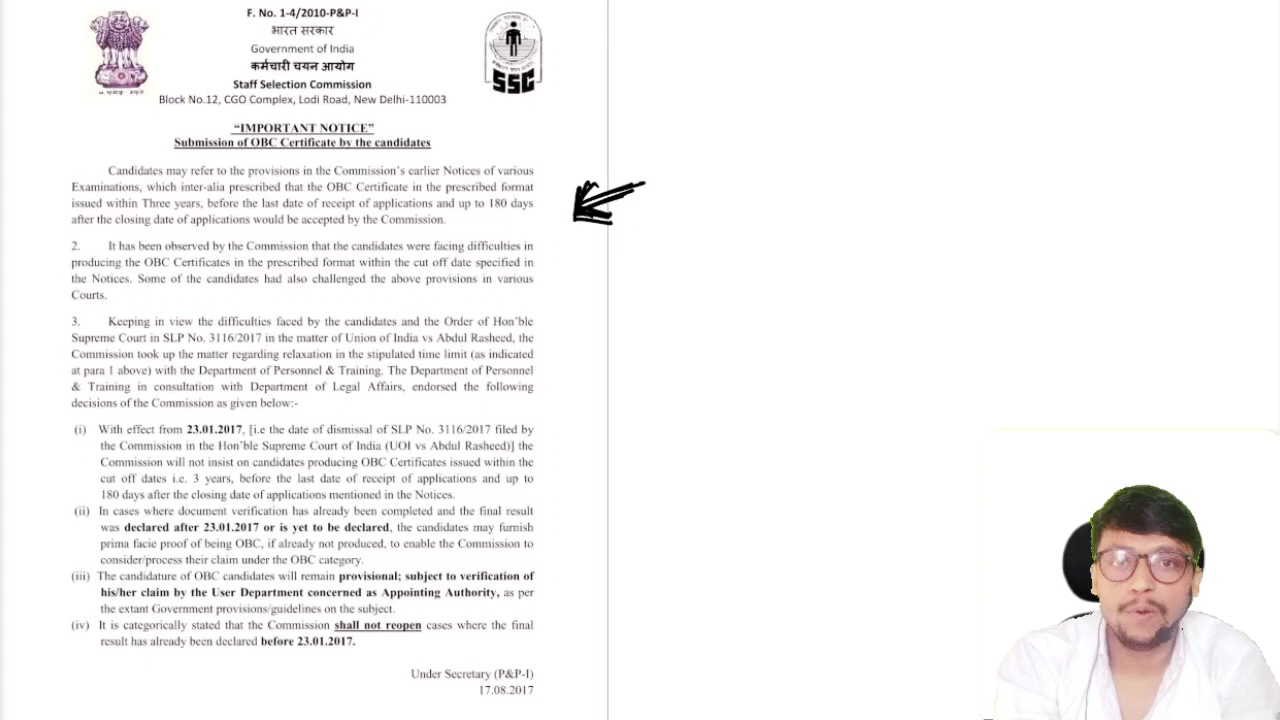 F. No. 1-4/2010-P&P-I
भारत सरकार
Government of India
कर्मचारी चयन आयोग
Staff Selection Commission
Block No.12, CGO Complex, Lodi Road, New Delhi-110003
SSC
“IMPORTANT NOTICE”
Submission of OBC Certificate by the candidates
Candidates may refer to the provisions in the Commission’s earlier Notices of various
Examinations, which inter-alia prescribed that the OBC Certificate in the prescribed format
issued within Three years, before the last date of receipt of applications and up to 180 days
after the closing date of applications would be accepted by the Commission.
2. It has been observed by the Commission that the candidates were facing difficulties in
producing the OBC Certificates in the prescribed format within the cut off date specified in
the Notices. Some of the candidates had also challenged the above provisions in various
Courts.
3. Keeping in view the difficulties faced by the candidates and the Order of Hon’ble
Supreme Court in SLP No. 3116/2017 in the matter of Union of India vs Abdul Rasheed, the
Commission took up the matter regarding relaxation in the stipulated time limit (as indicated
at para 1 above) with the Department of Personnel & Training. The Department of Personnel
& Training in consultation with Department of Legal Affairs, endorsed the following
decisions of the Commission as given below:-
(i) With effect from 23.01.2017, [i.e the date of dismissal of SLP No. 3116/2017 filed by
the Commission in the Hon’ble Supreme Court of India (UOI vs Abdul Rasheed)] the
Commission will not insist on candidates producing OBC Certificates issued within the
cut off dates i.e. 3 years, before the last date of receipt of applications and up to
180 days after the closing date of applications mentioned in the Notices.
(ii) In cases where document verification has already been completed and the final result
was declared after 23.01.2017 or is yet to be declared, the candidates may furnish
prima facie proof of being OBC, if already not produced, to enable the Commission to
consider/process their claim under the OBC category.
(iii) The candidature of OBC candidates will remain provisional; subject to verification of
his/her claim by the User Department concerned as Appointing Authority, as per
the extant Government provisions/guidelines on the subject.
(iv) It is categorically stated that the Commission shall not reopen cases where the final
result has already been declared before 23.01.2017.
Under Secretary (P&P-I)
17.08.2017